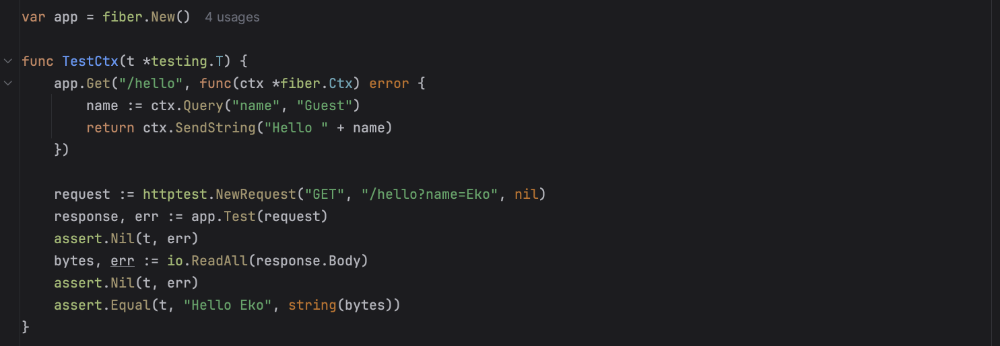 var app = fiber.New() 4 usages
func TestCtx(t *testing.T) {
    app.Get("/hello", func(ctx *fiber.Ctx) error {
        name := ctx.Query("name", "Guest")
        return ctx.SendString("Hello " + name)
    })
    request := httptest.NewRequest("GET", "/hello?name=Eko", nil)
    response, err := app.Test(request)
    assert.Nil(t, err)
    bytes, err := io.ReadAll(response.Body)
    assert.Nil(t, err)
    assert.Equal(t, "Hello Eko", string(bytes))
}